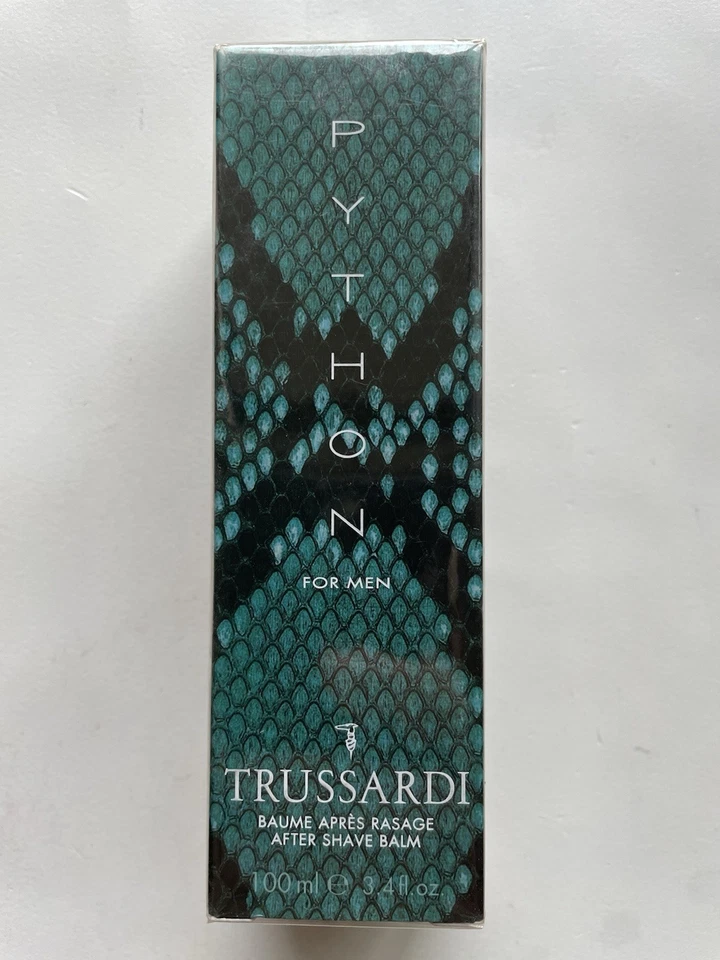 PYTHON
FOR MEN
TRUSSARDI
BAUME APRÈS RASAGE
AFTER SHAVE BALM
100 ml ℮ 3.4 fl.oz.